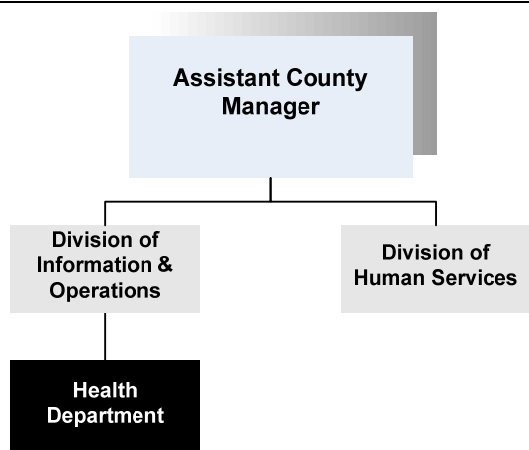 Assistant County
Manager
Division of
Information &
Operations
Division of
Human Services
Health
Department